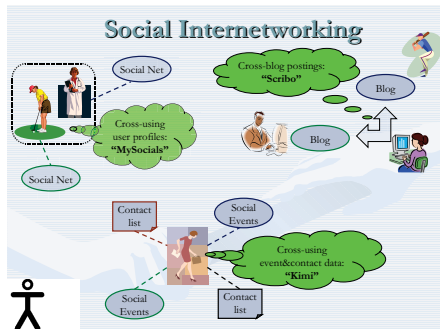 Social Internetworking
Social Net
Cross-using
user profiles:
“MySocials”
Social Net
Cross-blog postings:
“Scribo”
Blog
Blog
Contact
list
Social
Events
Cross-using
event&contact data:
“Kimi”
Social
Events
Contact
list